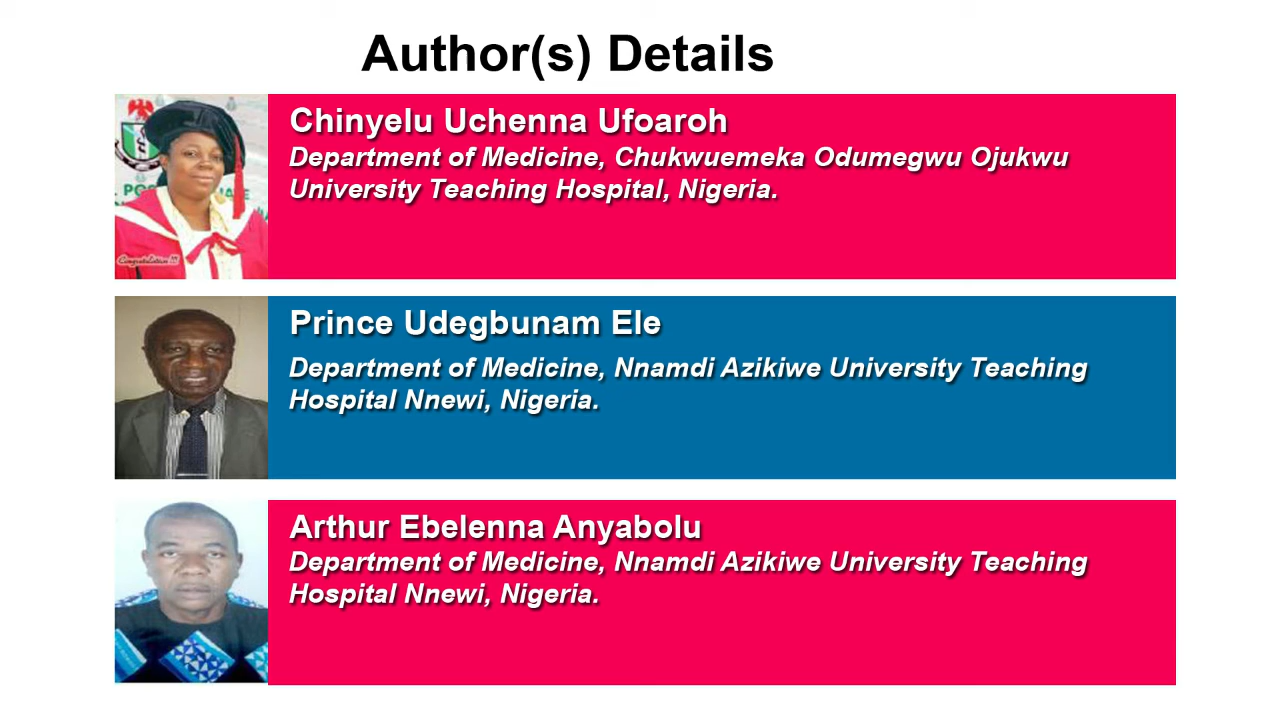 Author(s) Details
Chinyelu Uchenna Ufoaroh
Department of Medicine, Chukwuemeka Odumegwu Ojukwu
University Teaching Hospital, Nigeria.
Congratulation !!!
Prince Udegbunam Ele
Department of Medicine, Nnamdi Azikiwe University Teaching
Hospital Nnewi, Nigeria.
Arthur Ebelenna Anyabolu
Department of Medicine, Nnamdi Azikiwe University Teaching
Hospital Nnewi, Nigeria.